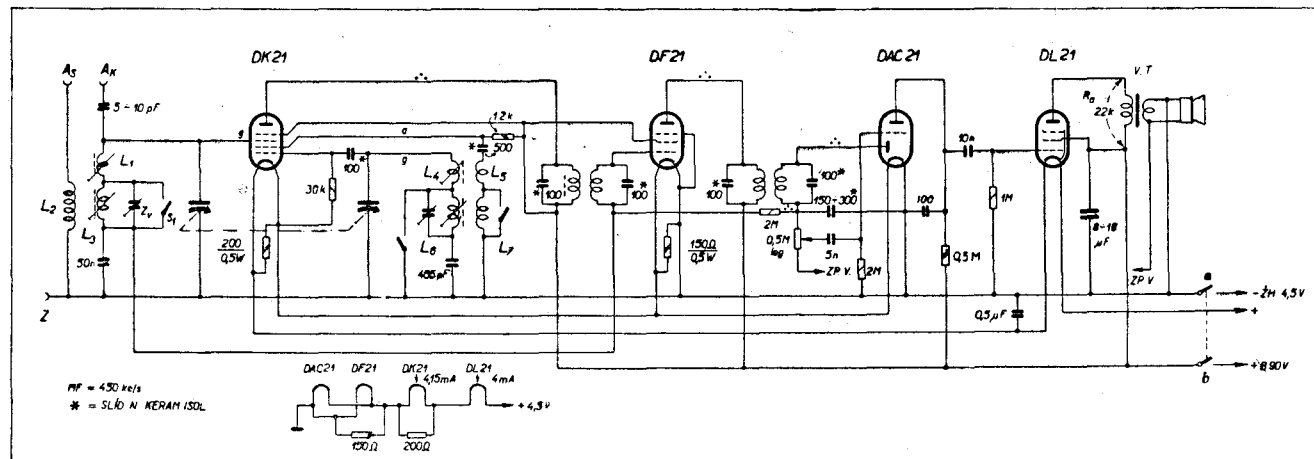 DK21
DF21
DAC21
DL21
A5
AK
5-10 pF
L1
L2
L3
Zv
S1
50n
Z
g
a
g
100*
30k
200
0,5W
12k
*
500
L4
L5
L6
L7
466 pF
*
100
100*
150Ω
0,5W
*
100
100*
150-300*
2M
0,5M
log
5n
ZP V.
2M
100
10n
0,5M
1M
8-16
µF
Ra
22k
V.T
ZP V
0,5µF
a
-ŽH 4,5V
+
+A,90V
b
MF = 450 kc/s
* = SLÍD N KERAM ISOL
DAC21
DF21
DK21
4,15mA
DL21
4mA
+4,5V
150Ω
200Ω